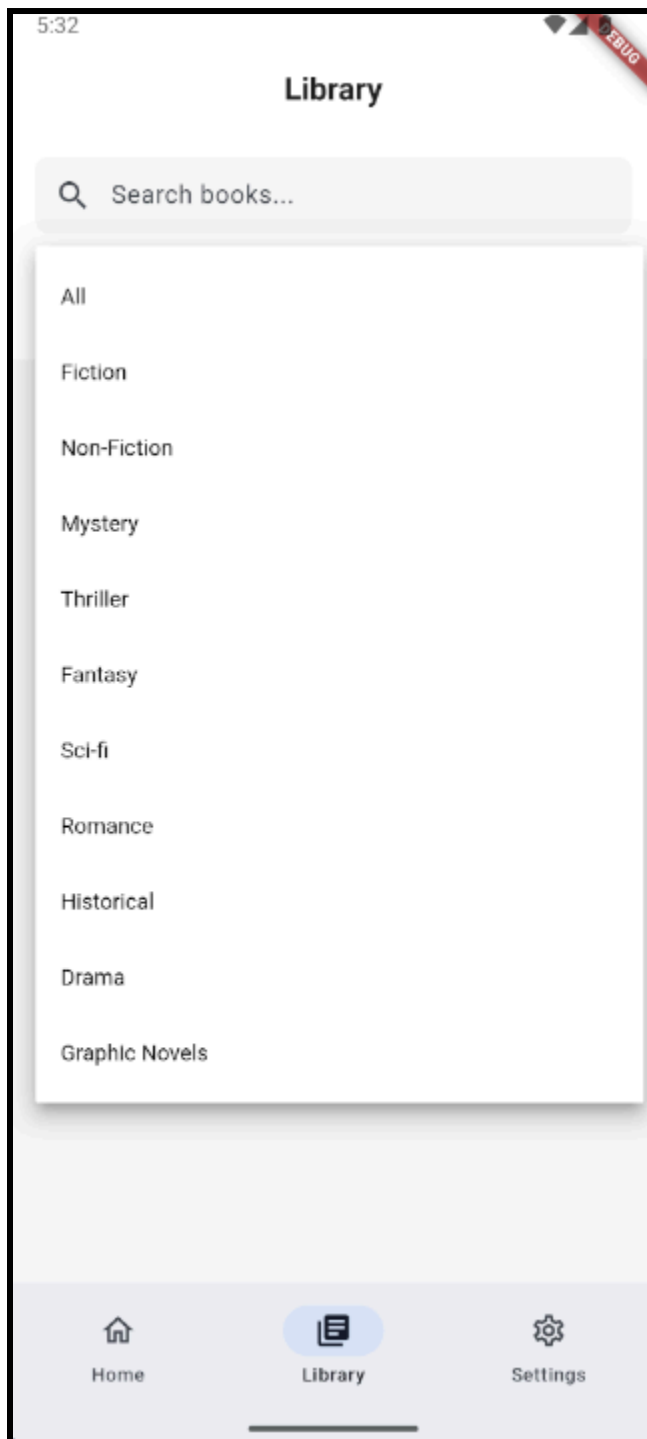 5:32
EBUG
Library
Search books...
All
Fiction
Non-Fiction
Mystery
Thriller
Fantasy
Sci-fi
Romance
Historical
Drama
Graphic Novels
Home
Library
Settings